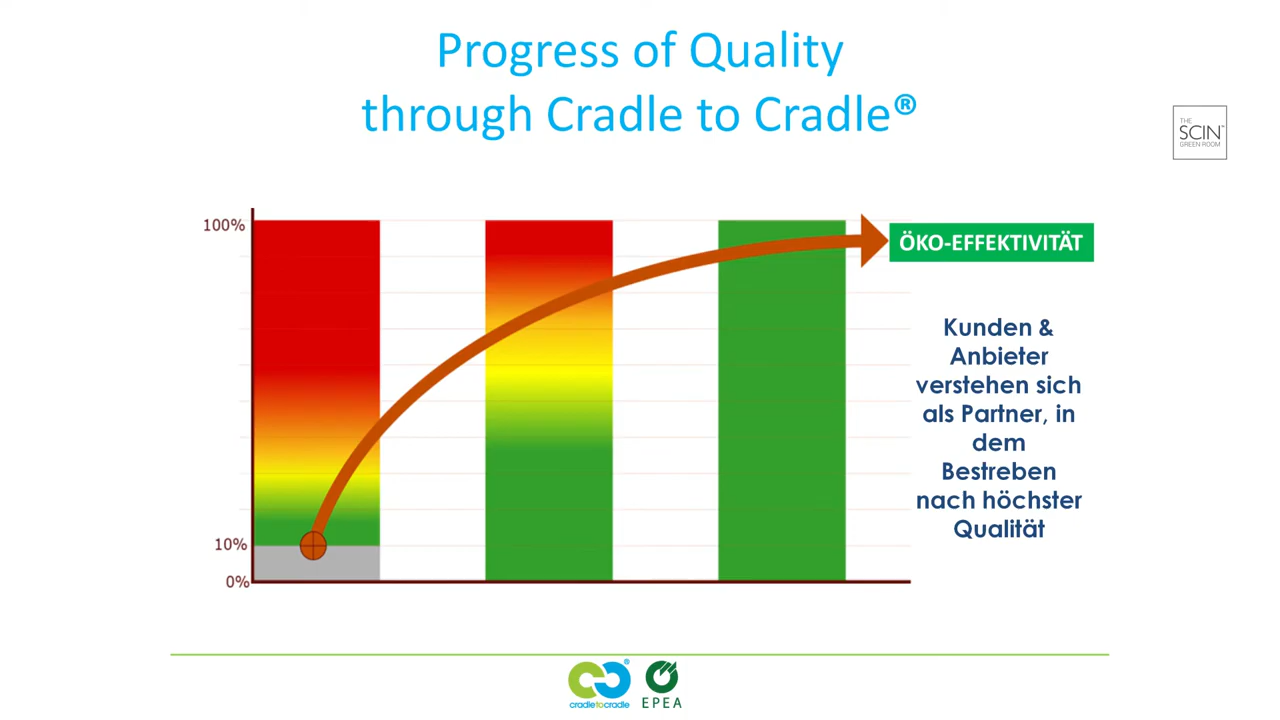 Progress of Quality
through Cradle to Cradle®
THE
SCIN™
GREEN ROOM
100%
10%
0%
ÖKO-EFFEKTIVITÄT
Kunden &
Anbieter
verstehen sich
als Partner, in
dem
Bestreben
nach höchster
Qualität
®
cradletocradle
EPEA